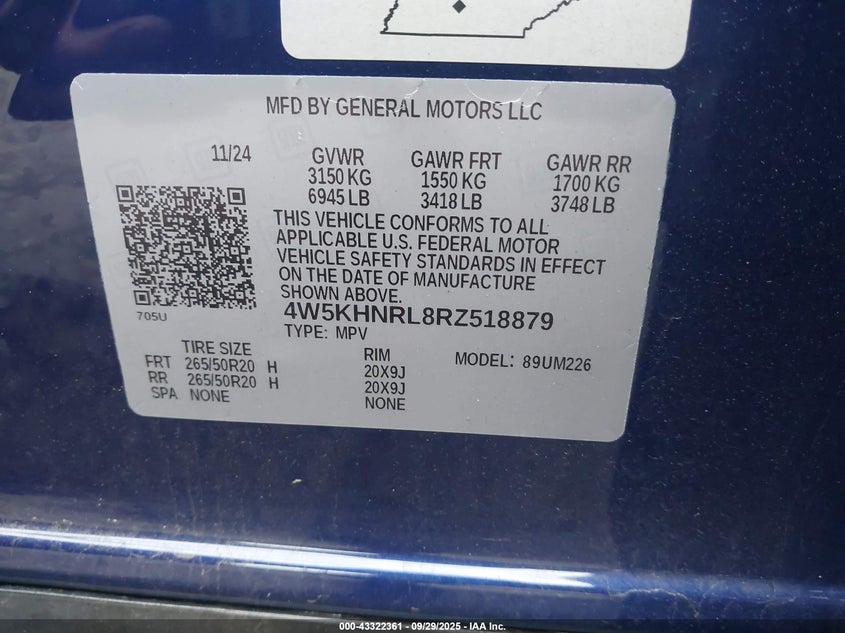 MFD BY GENERAL MOTORS LLC
11/24 GVWR GAWR FRT GAWR RR
3150 KG 1550 KG 1700 KG
6945 LB 3418 LB 3748 LB
THIS VEHICLE CONFORMS TO ALL
APPLICABLE U.S. FEDERAL MOTOR
VEHICLE SAFETY STANDARDS IN EFFECT
ON THE DATE OF MANUFACTURE
SHOWN ABOVE.
705U
4W5KHNRL8RZ518879
TYPE: MPV
TIRE SIZE RIM MODEL: 89UM226
FRT 265/50R20 H 20X9J
RR 265/50R20 H 20X9J
SPA NONE NONE
000-43322361 | 09/29/2025 - IAA Inc.